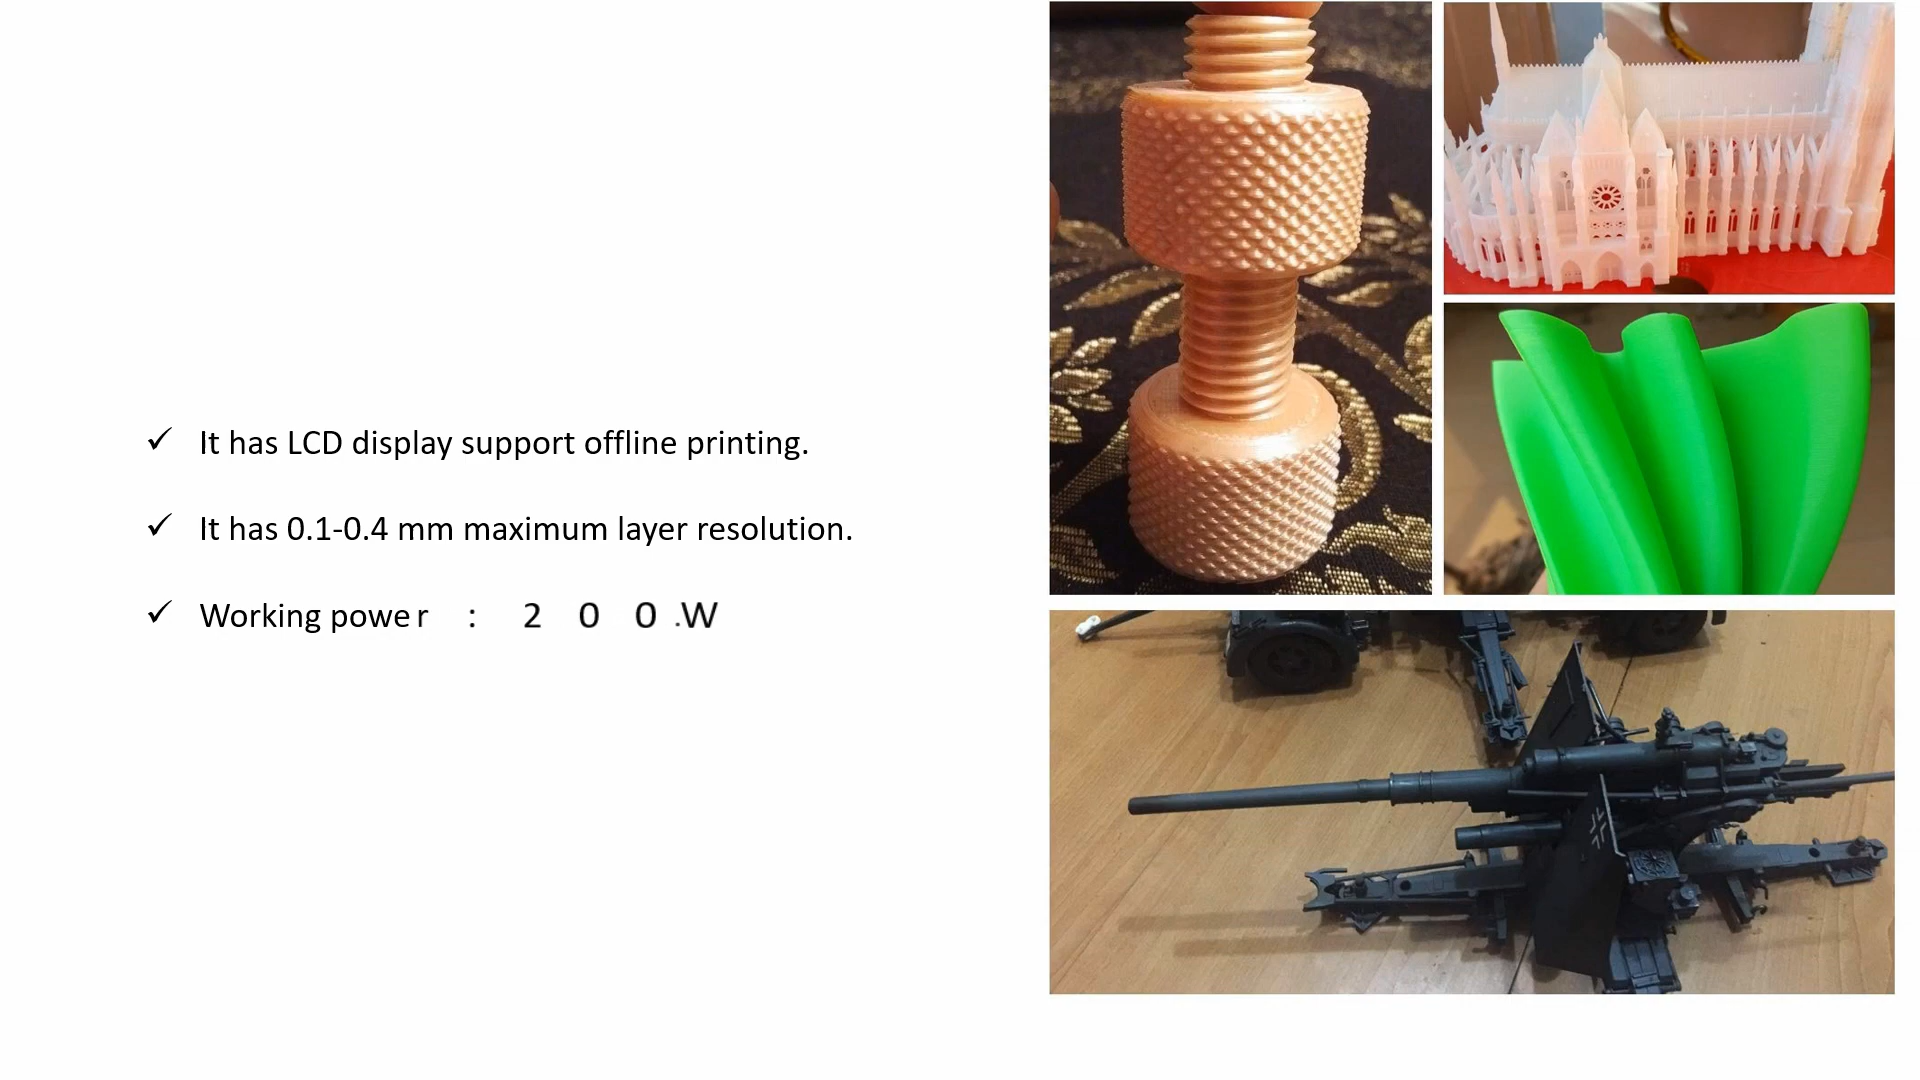 ✓ It has LCD display support offline printing.
✓ It has 0.1-0.4 mm maximum layer resolution.
✓ Working power : 2 0 0 .W